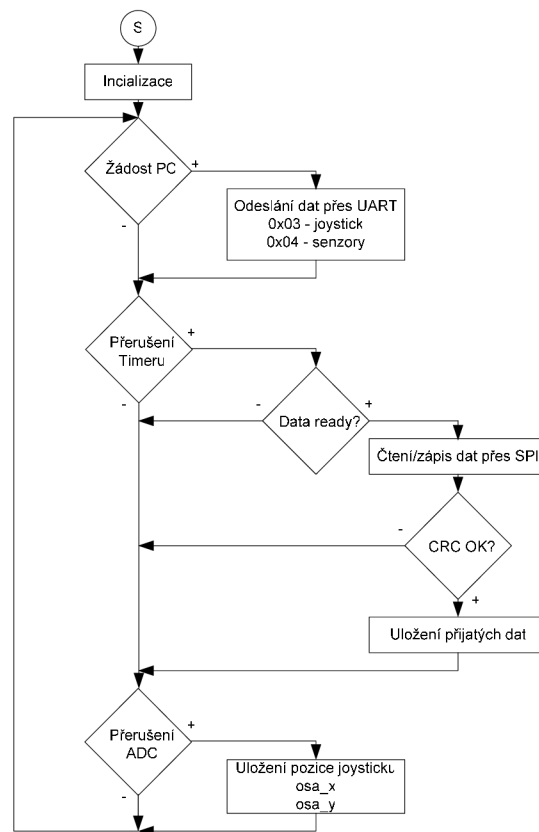 S
Incializace
Žádost PC
+
-
Odeslání dat přes UART
0x03 - joystick
0x04 - senzory
Přerušení
Timeru
+
-
Data ready?
-
+
Čtení/zápis dat přes SPI
CRC OK?
-
+
Uložení přijatých dat
Přerušení
ADC
+
-
Uložení pozice joysticku
osa_x
osa_y